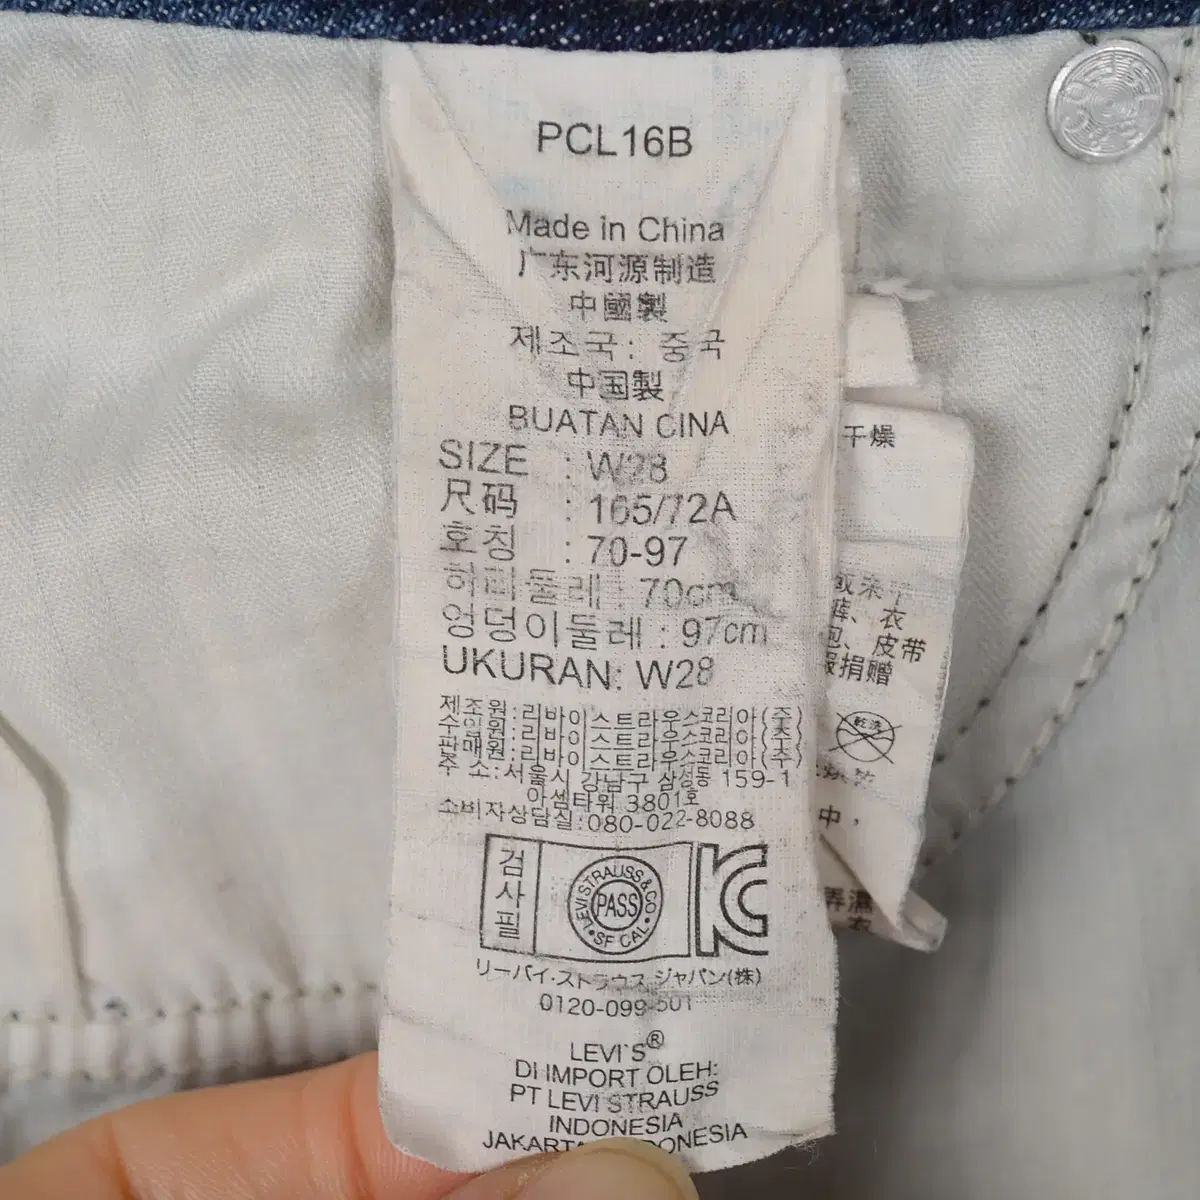 PCL16B
Made in China
广东河源制造
中國製
제조국: 중국
中国製
BUATAN CINA
SIZE : W28
尺码 : 165/72A
호칭 : 70-97
허리둘레 : 70cm
엉덩이둘레 : 97cm
UKURAN: W28
제조원:리바이스트라우스코리아(주)
수입원:리바이스트라우스코리아(주)
판매원:리바이스트라우스코리아(주)
주 소:서울시 강남구 삼성동 159-1
아셈타워 3801호
소비자상담실:080-022-8088
검사필
LEVI STRAUSS & CO
PASS
SF CAL
KC
リーバイ・ストラウス ジャパン(株)
0120-099-501
LEVI'S®
DI IMPORT OLEH:
PT LEVI STRAUSS
INDONESIA
干燥
衣
皮带
捐赠
乾洗
中，
弄濕